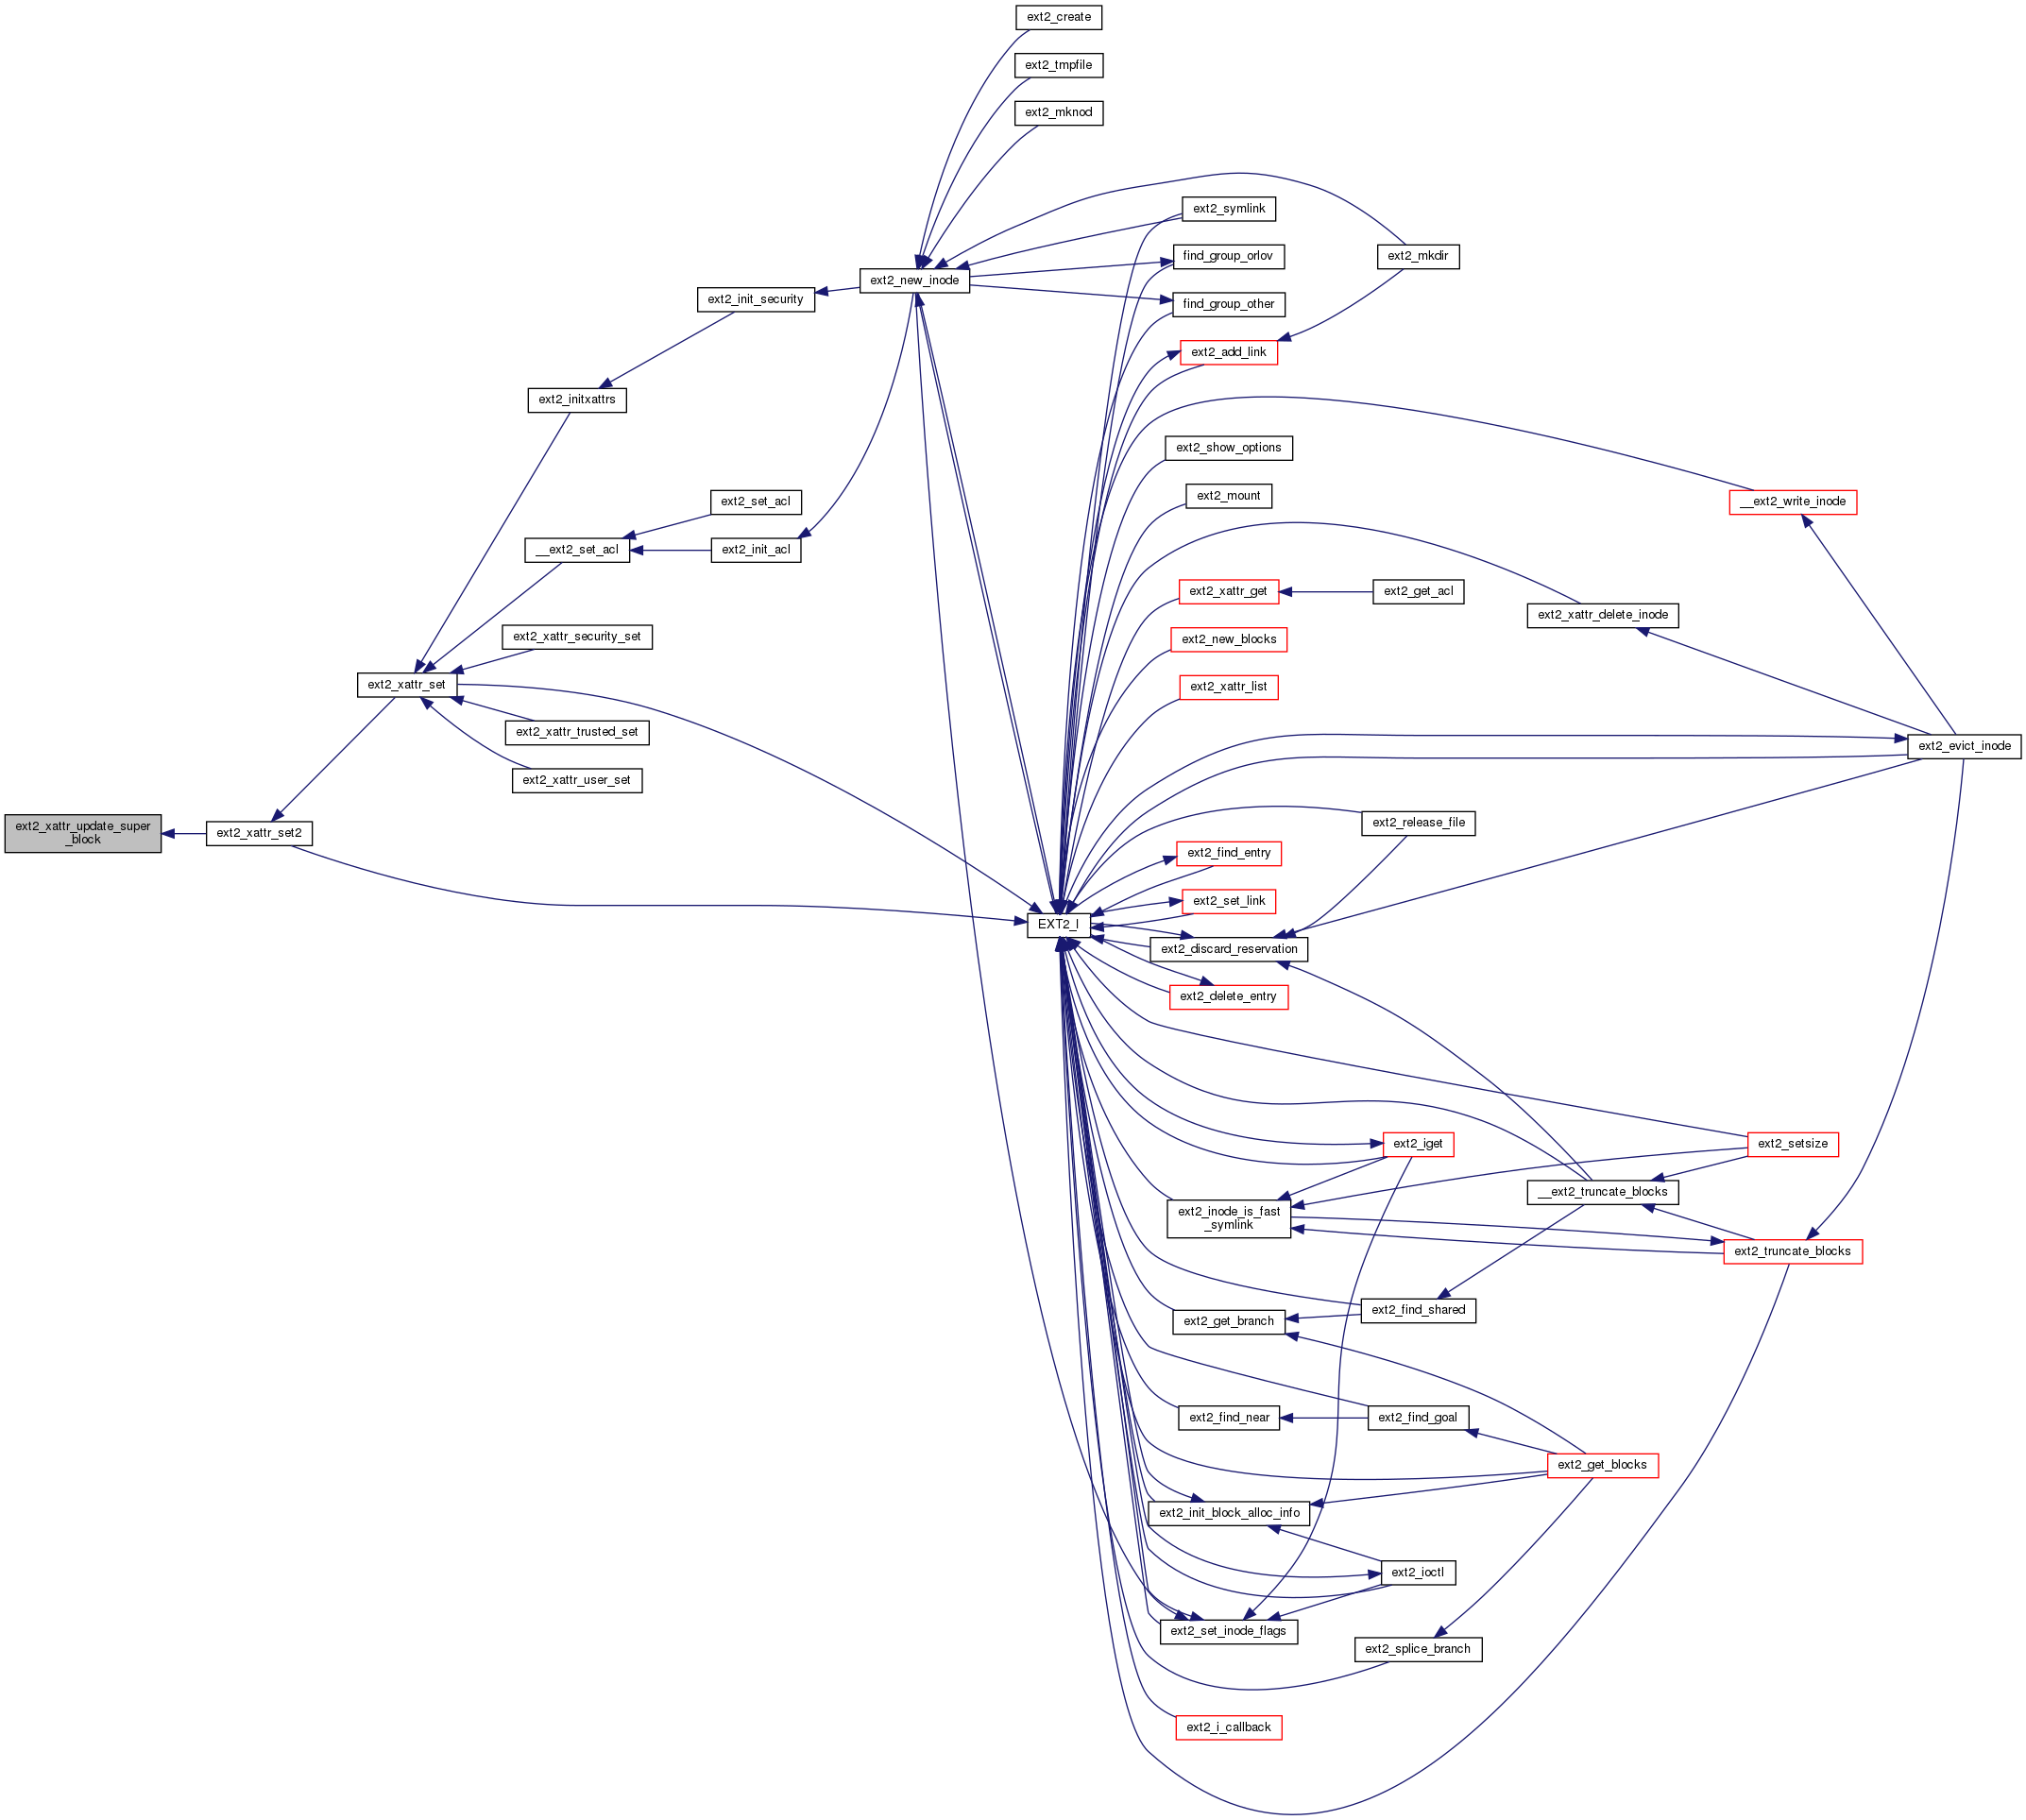 ext2_create
ext2_tmpfile
ext2_mknod
ext2_symlink
find_group_orlov
ext2_mkdir
ext2_new_inode
ext2_init_security
find_group_other
ext2_add_link
ext2_initxattrs
ext2_show_options
ext2_set_acl
ext2_mount
__ext2_write_inode
__ext2_set_acl
ext2_init_acl
ext2_xattr_get
ext2_get_acl
ext2_xattr_delete_inode
ext2_xattr_security_set
ext2_new_blocks
ext2_xattr_set
ext2_xattr_list
ext2_xattr_trusted_set
ext2_evict_inode
ext2_xattr_user_set
ext2_xattr_update_super
_block
ext2_xattr_set2
ext2_release_file
ext2_find_entry
ext2_set_link
EXT2_I
ext2_discard_reservation
ext2_delete_entry
ext2_iget
ext2_setsize
__ext2_truncate_blocks
ext2_inode_is_fast
_symlink
ext2_truncate_blocks
ext2_find_shared
ext2_get_branch
ext2_find_near
ext2_find_goal
ext2_get_blocks
ext2_init_block_alloc_info
ext2_ioctl
ext2_set_inode_flags
ext2_splice_branch
ext2_i_callback